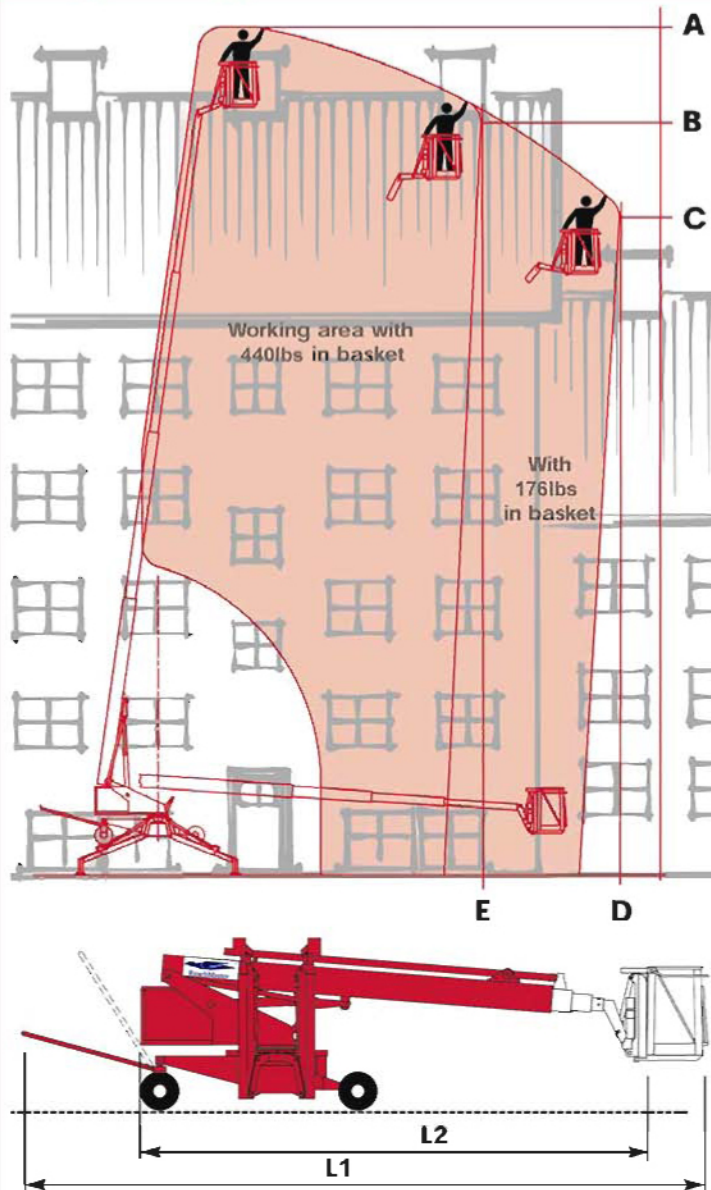 A
B
C
Working area with
440lbs in basket
With
176lbs
in basket
E
D
L2
L1